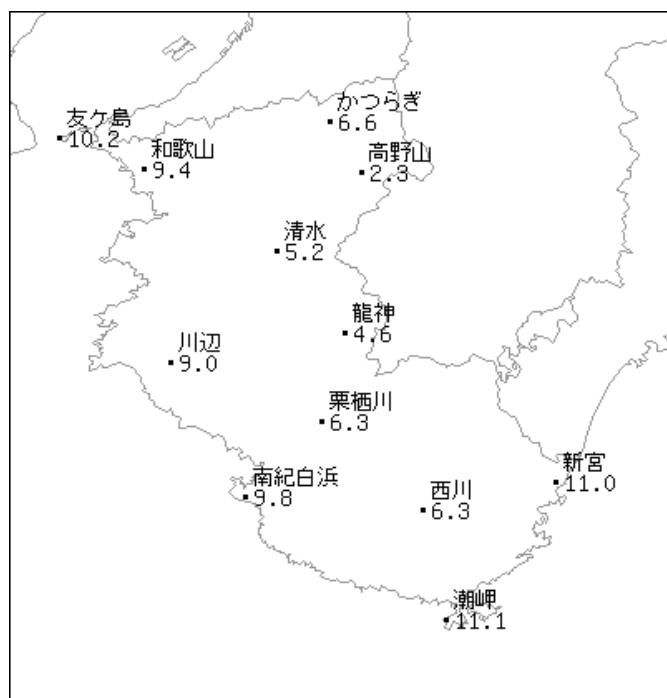 かつらぎ
6.6
友ケ島
10.2
和歌山
9.4
高野山
2.3
清水
5.2
龍神
4.6
川辺
9.0
栗栖川
6.3
新宮
11.0
南紀白浜
9.8
西川
6.3
潮岬
11.1